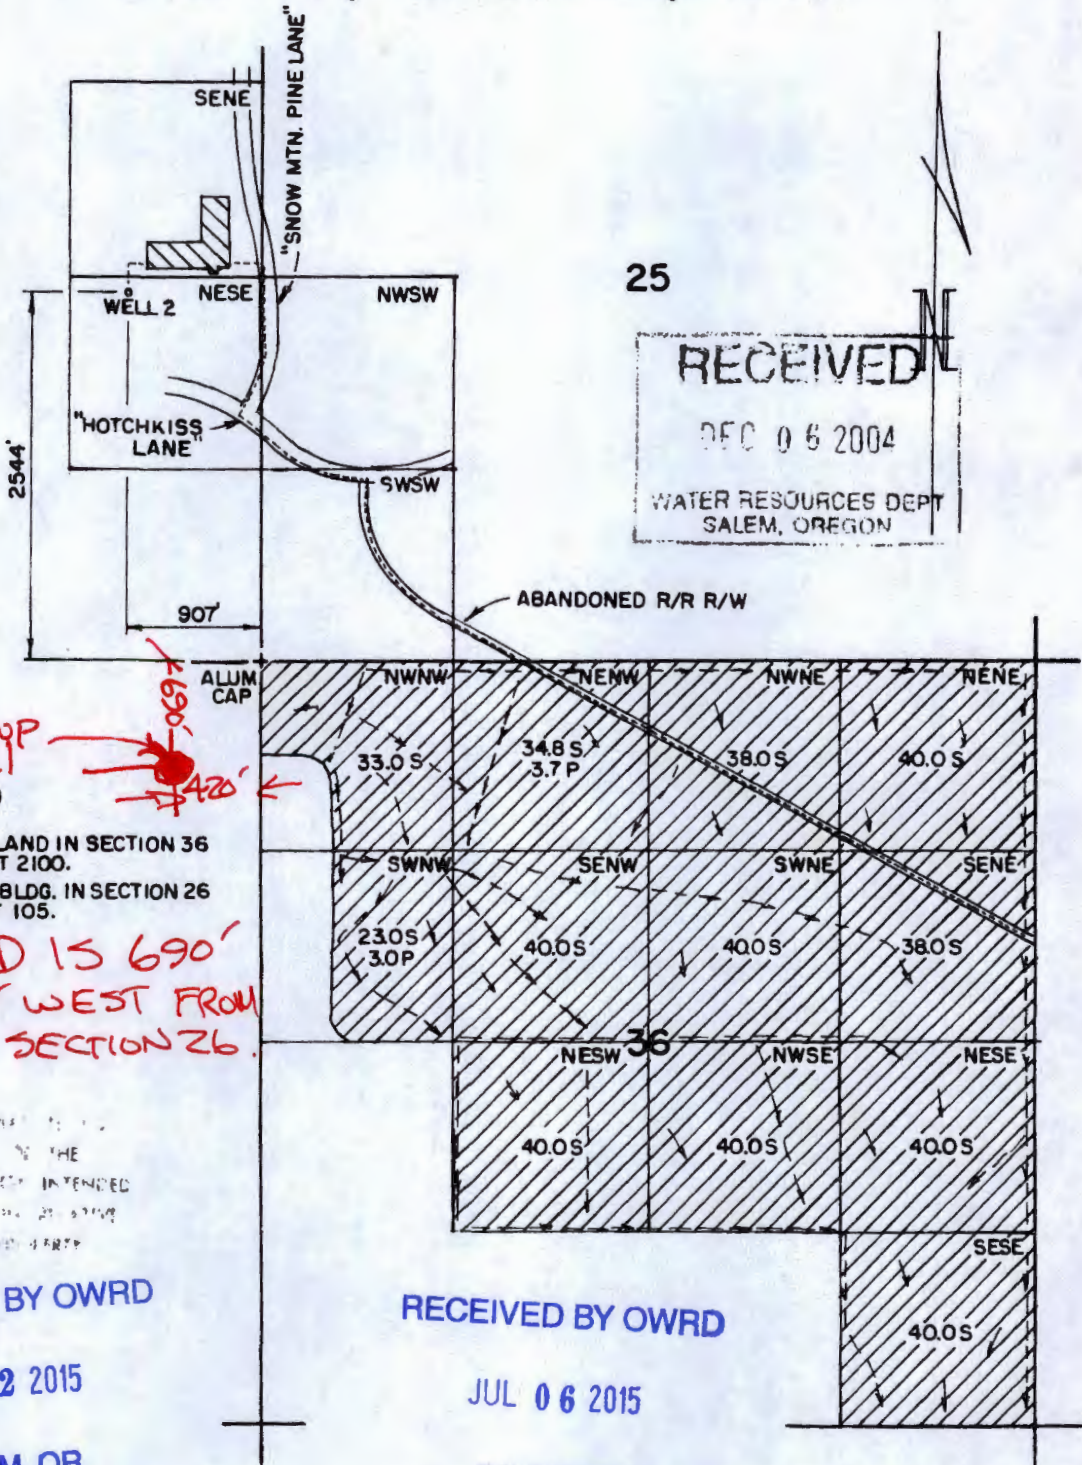 SENE
"SNOW MTN. PINE LANE"
25
WELL 2
NESE
NWSW
RECEIVED
DEC 06 2004
WATER RESOURCES DEPT
SALEM, OREGON
N
"HOTCHKISS
LANE"
SWSW
2544'
907'
ABANDONED R/R R/W
ALUM
CAP
690'
420'
NWNW
33.0 S
NENW
34.8 S
3.7 P
NWNE
38.0 S
NENE
40.0 S
LAND IN SECTION 36
T 2100.
BLDG. IN SECTION 26
105.
SWNW
23.0 S
3.0 P
SENW
40.0 S
SWNE
40.0 S
SENE
38.0 S
D IS 690'
WEST FROM
SECTION 26.
36
NESW
40.0 S
NWSE
40.0 S
NESE
40.0 S
THE
INTENDED
SESE
40.0 S
BY OWRD
2 2015
RECEIVED BY OWRD
JUL 06 2015